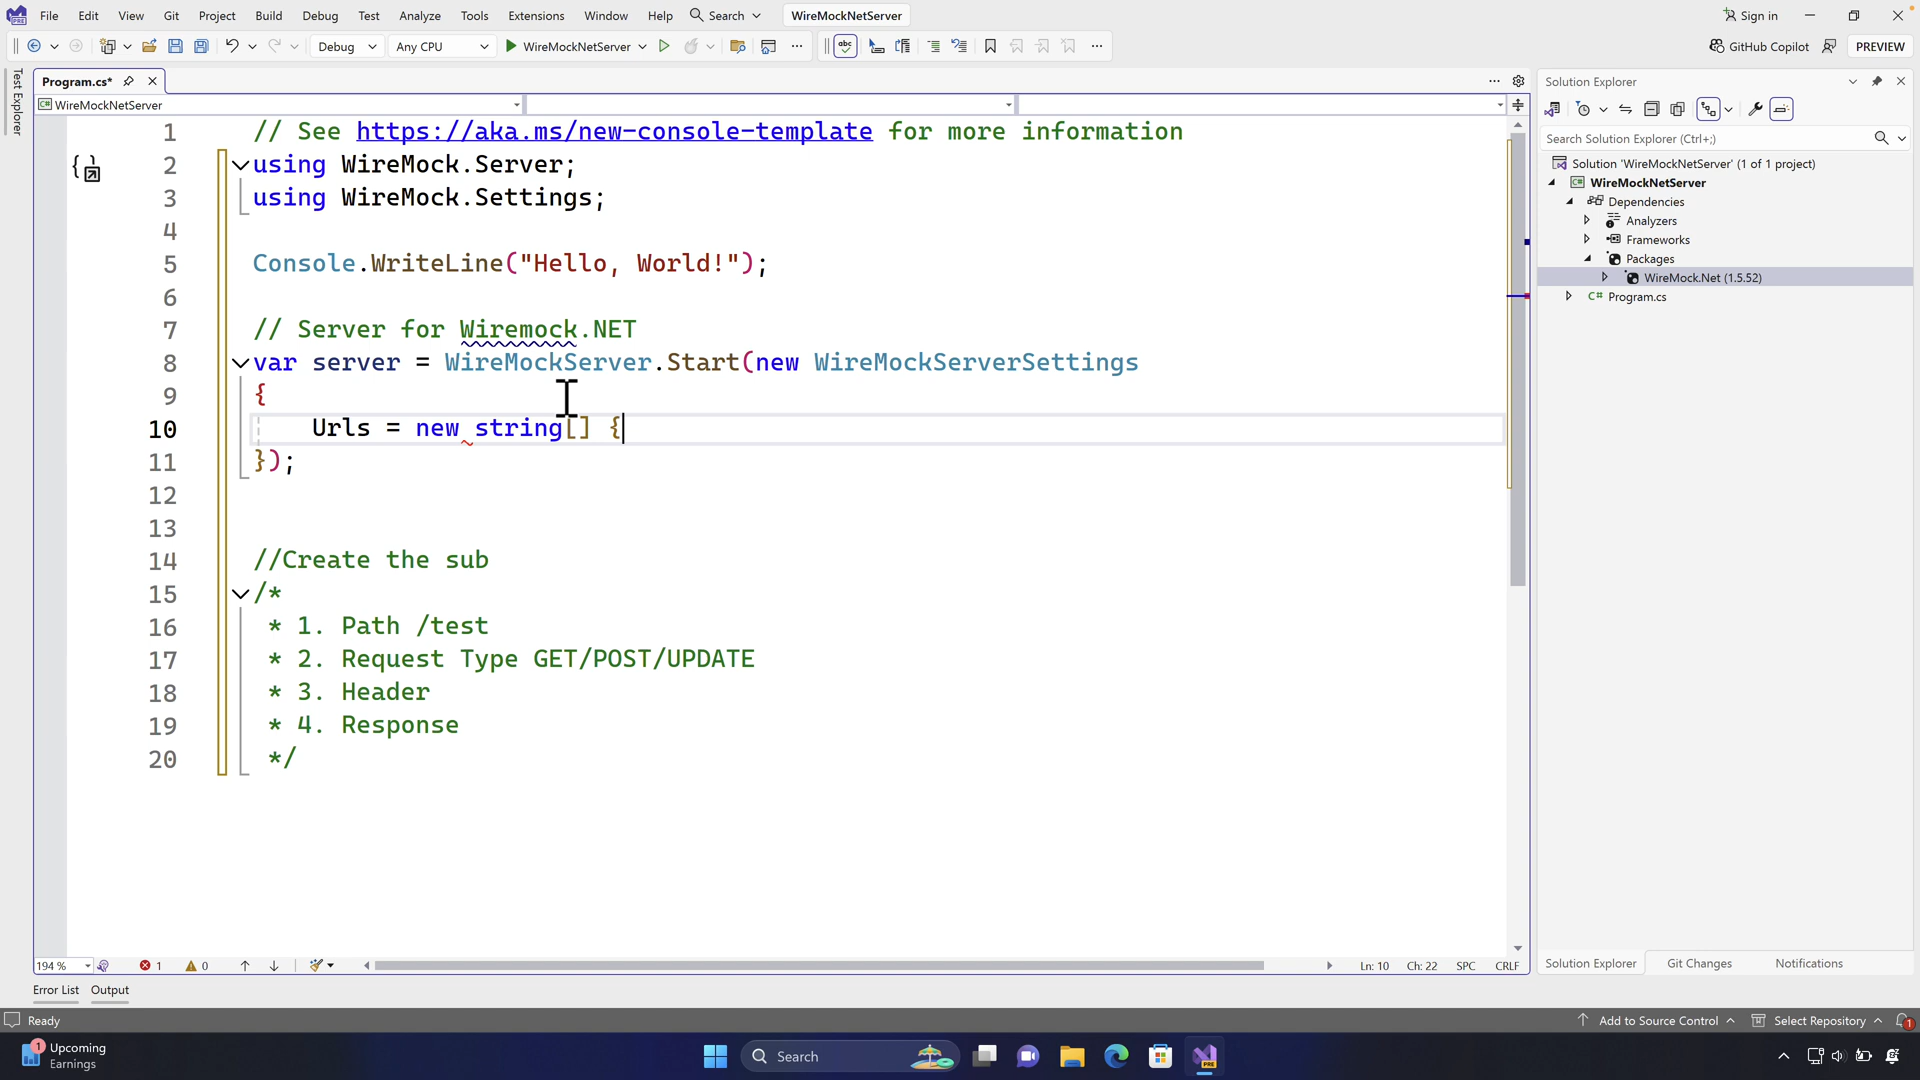 File Edit View Git Project Build Debug Test Analyze Tools Extensions Window Help Search WireMockNetServer Sign in
Debug Any CPU WireMockNetServer abc GitHub Copilot PREVIEW
Test Explorer
Program.cs*
WireMockNetServer
1 // See https://aka.ms/new-console-template for more information
2 using WireMock.Server;
3 using WireMock.Settings;
4
5 Console.WriteLine("Hello, World!");
6
7 // Server for Wiremock.NET
8 var server = WireMockServer.Start(new WireMockServerSettings
9 {
10 Urls = new string[] {
11 });
12
13
14 //Create the sub
15 /*
16 * 1. Path /test
17 * 2. Request Type GET/POST/UPDATE
18 * 3. Header
19 * 4. Response
20 */
194 % 1 0 Ln: 10 Ch: 22 SPC CRLF
Error List Output
Solution Explorer
Search Solution Explorer (Ctrl+;)
Solution 'WireMockNetServer' (1 of 1 project)
WireMockNetServer
Dependencies
Analyzers
Frameworks
Packages
WireMock.Net (1.5.52)
C# Program.cs
Solution Explorer Git Changes Notifications
Ready Add to Source Control Select Repository 1
1 Upcoming
Earnings
Search
PRE